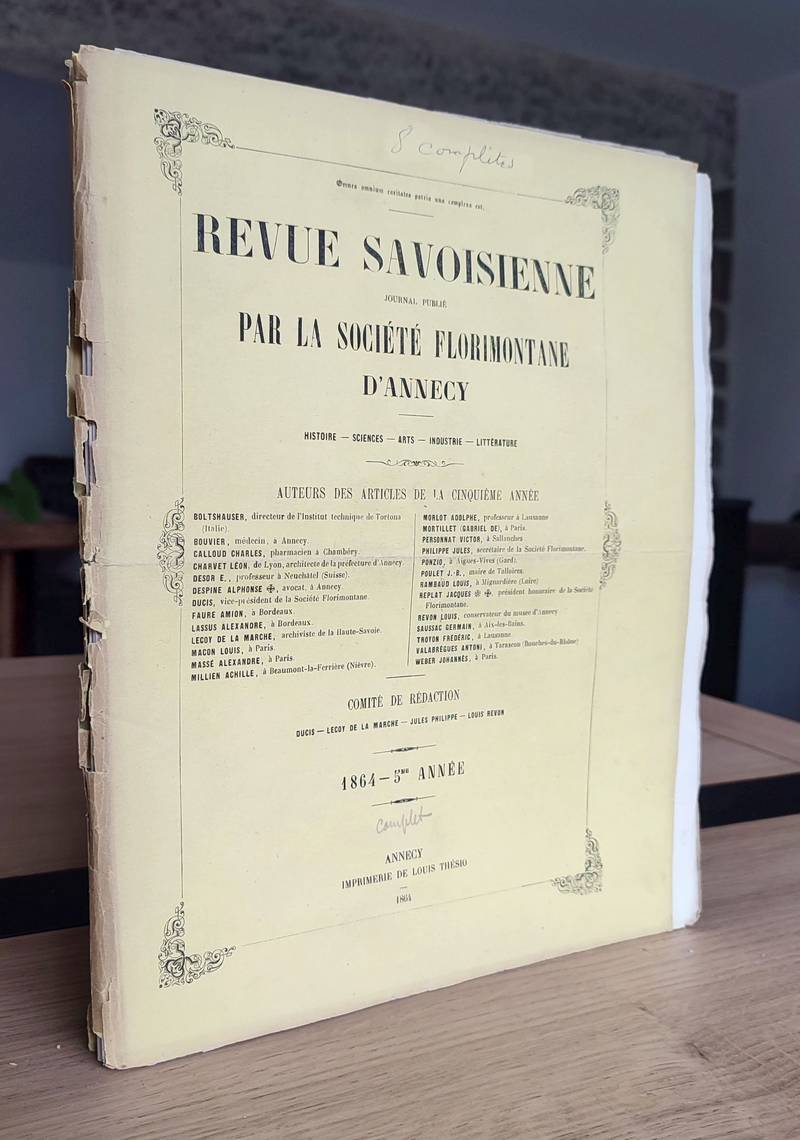 8 complètes
Omnes omnium caritates patria una complexa est.
REVUE SAVOISIENNE
JOURNAL PUBLIÉ
PAR LA SOCIÉTÉ FLORIMONTANE
D'ANNECY
HISTOIRE — SCIENCES — ARTS — INDUSTRIE — LITTÉRATURE
AUTEURS DES ARTICLES DE LA CINQUIÈME ANNÉE
BOLTSHAUSER, directeur de l'Institut technique de Tortona
(Italie).
BOUVIER, médecin, à Annecy.
CALLOUD CHARLES, pharmacien à Chambéry.
CHARVET LÉON, de Lyon, architecte de la préfecture d'Annecy.
DESOR E., professeur à Neuchâtel (Suisse).
DESPINE ALPHONSE ✠, avocat, à Annecy.
DUCIS, vice-président de la Société Florimontane.
FAURE AMION, à Bordeaux.
LASSUS ALEXANDRE, à Bordeaux.
LECOY DE LA MARCHE, archiviste de la Haute-Savoie.
MACON LOUIS, à Paris.
MASSÉ ALEXANDRE, à Paris.
MILLIEN ACHILLE, à Beaumont-la-Ferrière (Nièvre).
MORLOT ADOLPHE, professeur à Lausanne
MORTILLET (GABRIEL DE), à Paris.
PERSONNAT VICTOR, à Sallanches
PHILIPPE JULES, secrétaire de la Société Florimontane.
PONZIO, à Aigues-Vives (Gard).
POULET J.-B., maire de Talloires.
RAMBAUD LOUIS, à Mignardière (Loire)
REPLAT JACQUES ✠ ✠, président honoraire de la Société
Florimontane.
REVON LOUIS, conservateur du musée d'Annecy
SAUSSAC GERMAIN, à Aix-les-Bains.
TROYON FRÉDÉRIC, à Lausanne.
VALABRÈGUES ANTONI, à Tarascon (Bouches-du-Rhône)
WEBER JOHANNÈS, à Paris.
COMITÉ DE RÉDACTION
DUCIS — LECOY DE LA MARCHE — JULES PHILIPPE — LOUIS REVON
1864 — 5me ANNÉE
complet
ANNECY
IMPRIMERIE DE LOUIS THÉSIO
1864